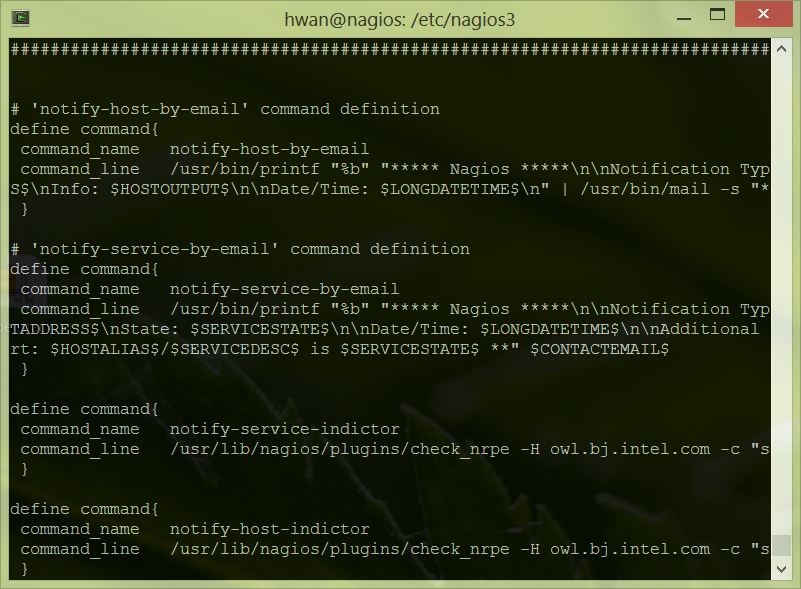 hwan@nagios: /etc/nagios3
############################################################################
# 'notify-host-by-email' command definition
define command{
command_name notify-host-by-email
command_line /usr/bin/printf "%b" "***** Nagios *****\n\nNotification Typ
S$\nInfo: $HOSTOUTPUT$\n\nDate/Time: $LONGDATETIME$\n" | /usr/bin/mail -s "*
}
# 'notify-service-by-email' command definition
define command{
command_name notify-service-by-email
command_line /usr/bin/printf "%b" "***** Nagios *****\n\nNotification Typ
TADDRESS$\nState: $SERVICESTATE$\n\nDate/Time: $LONGDATETIME$\n\nAdditional
rt: $HOSTALIAS$/$SERVICEDESC$ is $SERVICESTATE$ **" $CONTACTEMAIL$
}
define command{
command_name notify-service-indictor
command_line /usr/lib/nagios/plugins/check_nrpe -H owl.bj.intel.com -c "s
}
define command{
command_name notify-host-indictor
command_line /usr/lib/nagios/plugins/check_nrpe -H owl.bj.intel.com -c "s
}